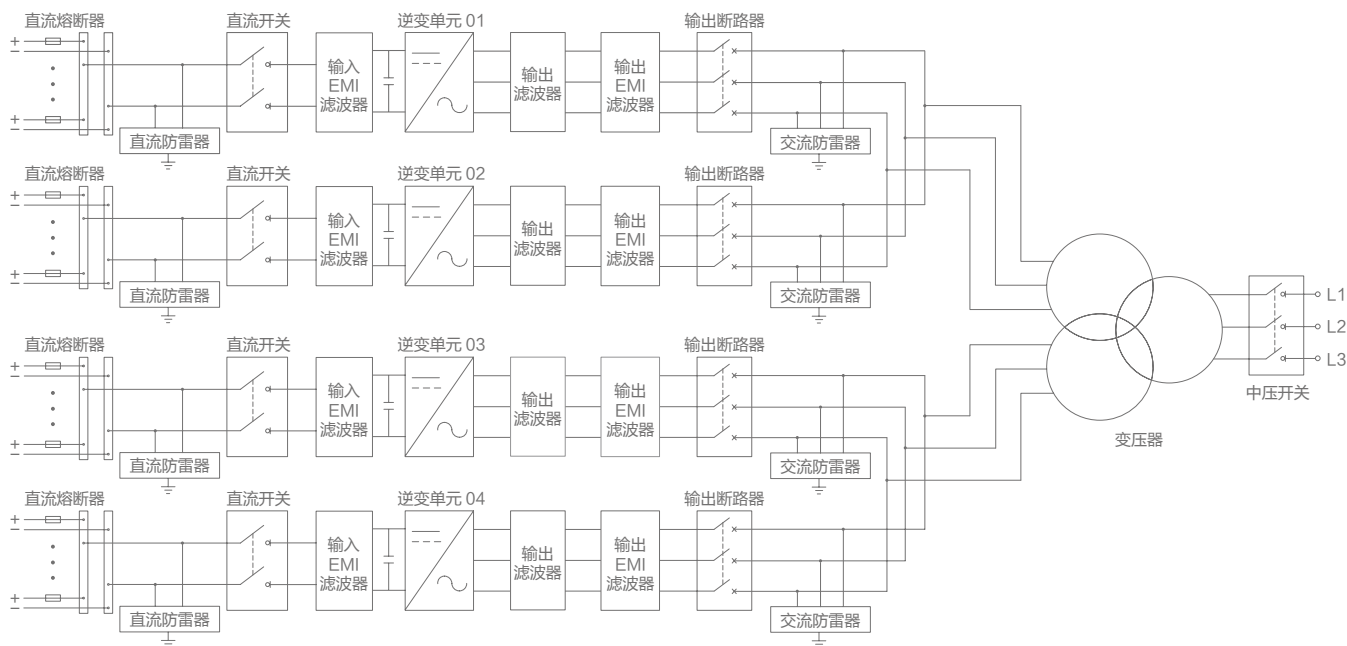 直流熔断器 直流开关 逆变单元 01 输出断路器
+
−
输入
EMI
滤波器
输出
滤波器
输出
EMI
滤波器
+
−
直流防雷器
交流防雷器
直流熔断器 直流开关 逆变单元 02 输出断路器
+
−
输入
EMI
滤波器
输出
滤波器
输出
EMI
滤波器
+
−
直流防雷器
交流防雷器
直流熔断器 直流开关 逆变单元 03 输出断路器
+
−
输入
EMI
滤波器
输出
滤波器
输出
EMI
滤波器
+
−
直流防雷器
交流防雷器
直流熔断器 直流开关 逆变单元 04 输出断路器
+
−
输入
EMI
滤波器
输出
滤波器
输出
EMI
滤波器
+
−
直流防雷器
交流防雷器
L1
L2
L3
中压开关
变压器